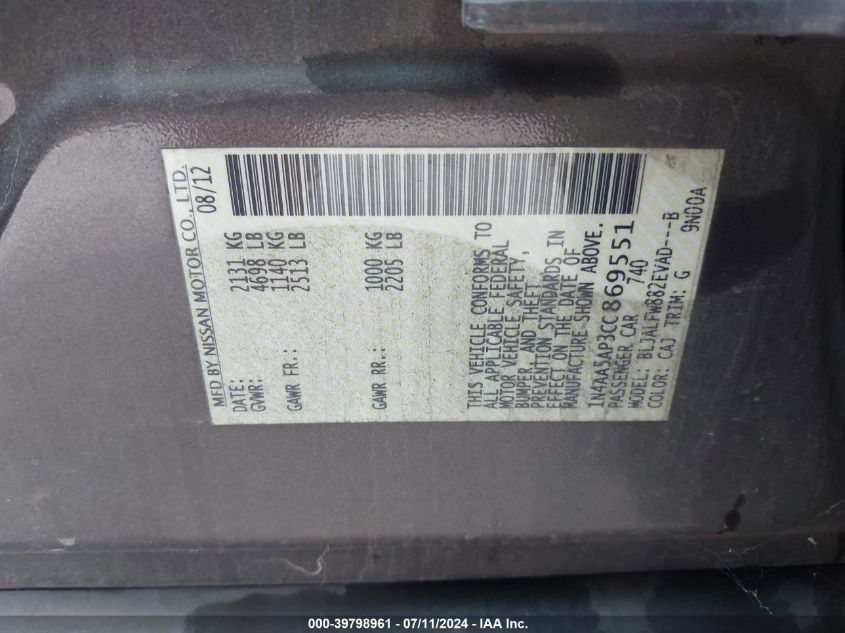 MFD BY NISSAN MOTOR CO., LTD.
DATE: 08/12
GVWR: 2131 KG
4698 LB
GAWR FR.: 1140 KG
2513 LB
GAWR RR.: 1000 KG
2205 LB
THIS VEHICLE CONFORMS TO
ALL APPLICABLE FEDERAL
MOTOR VEHICLE SAFETY,
BUMPER, AND THEFT
PREVENTION STANDARDS IN
EFFECT ON THE DATE OF
MANUFACTURE SHOWN ABOVE.
1N4AA5AP3CC869551
PASSENGER CAR 740
MODEL: BLJALFWB82EVAD---B
COLOR: CAJ TRIM: G 9N00A
000-39798961 - 07/11/2024 - IAA Inc.